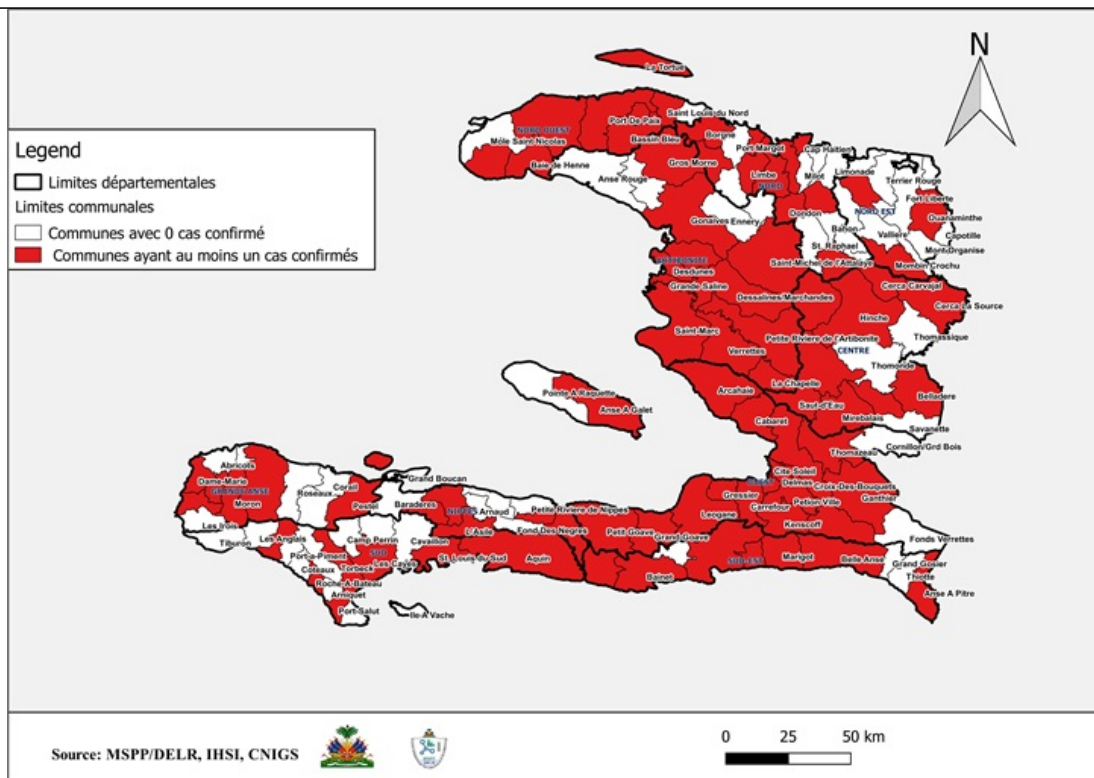 N
Legend
Limites départementales
Limites communales
Communes avec 0 cas confirmé
Communes ayant au moins un cas confirmés
La Tortue
Saint Louis du Nord
Port De Paix
NORD OUEST
Môle Saint Nicolas
Bassin Bleu
Borgne
Port Margot
Cap Haitien
Baie de Henne
Gros Morne
Limbe
Milot
Limonade
Terrier Rouge
Anse Rouge
NORD
Fort Liberte
Gonaives
Ennery
Dondon
NORD EST
Ouanaminthe
Bahon
Valliere
Capotille
St. Raphael
Mont Organise
ARTIBONITE
Saint-Michel de l'Attalaye
Mombin Crochu
Desdunes
Grande Saline
Cerca Carvajal
Dessalines/Marchandes
Cerca La Source
Hinche
Saint-Marc
Petite Riviere de l'Artibonite
Thomassique
Verrettes
CENTRE
Thomonde
La Chapelle
Pointe A Raquette
Arcahaie
Belladere
Anse A Galet
Saut-d'Eau
Cabaret
Mirebalais
Savanette
Cornillon/Grd Bois
Thomazeau
Abricots
Grand Boucan
Cite Soleil
Dame-Marie
Corail
OUEST
Delmas
Croix-Des-Bouquets
GRANDE ANSE
Roseaux
Gressier
Moron
Pestel
Baraderes
NIPPES
Arnaud
Petite Riviere de Nippes
Carrefour
Petion Ville
Ganthier
Leogane
Les Irois
Les Anglais
L'Asile
Fond Des Negres
Petit Goave
Kenscoff
Tiburon
Camp Perrin
Cavaillon
Grand-Goave
Fonds Verrettes
Port-a-Piment
SUD
St. Louis du Sud
Aquin
SUD EST
Marigot
Belle Anse
Coteaux
Torbeck
Les Cayes
Grand Gosier
Roche-A-Bateau
Bainet
Thiotte
Arniquet
Anse A Pitre
Port-Salut
Ile A Vache
Source: MSPP/DELR, IHSI, CNIGS
0 25 50 km